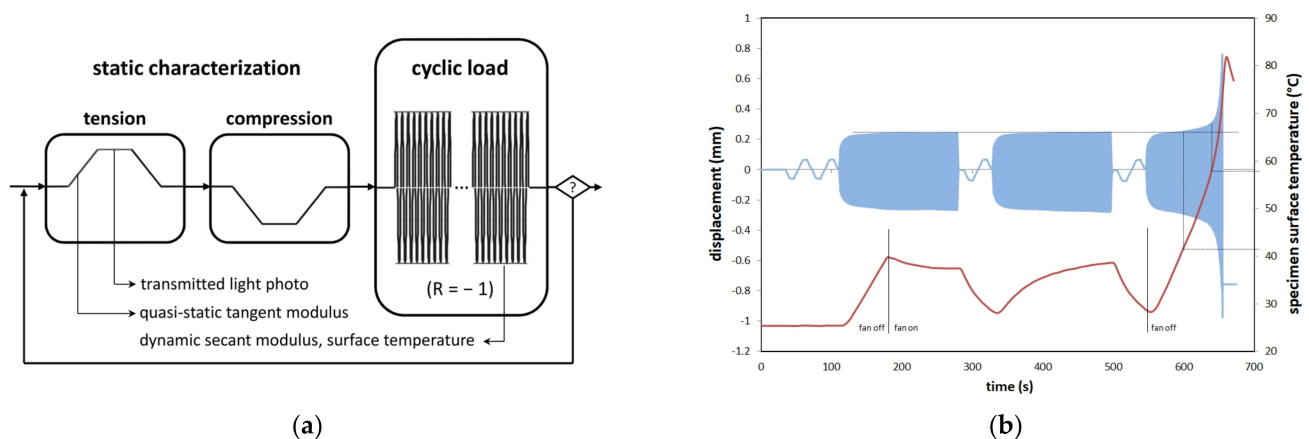 static characterization
cyclic load
tension
compression
...
?
(R = − 1)
transmitted light photo
quasi-static tangent modulus
dynamic secant modulus, surface temperature
(a)
displacement (mm)
1
0.8
0.6
0.4
0.2
0
-0.2
-0.4
-0.6
-0.8
-1
-1.2
fan off
fan on
fan off
0 100 200 300 400 500 600 700
time (s)
90
80
70
60
50
40
30
20
specimen surface temperature (°C)
(b)